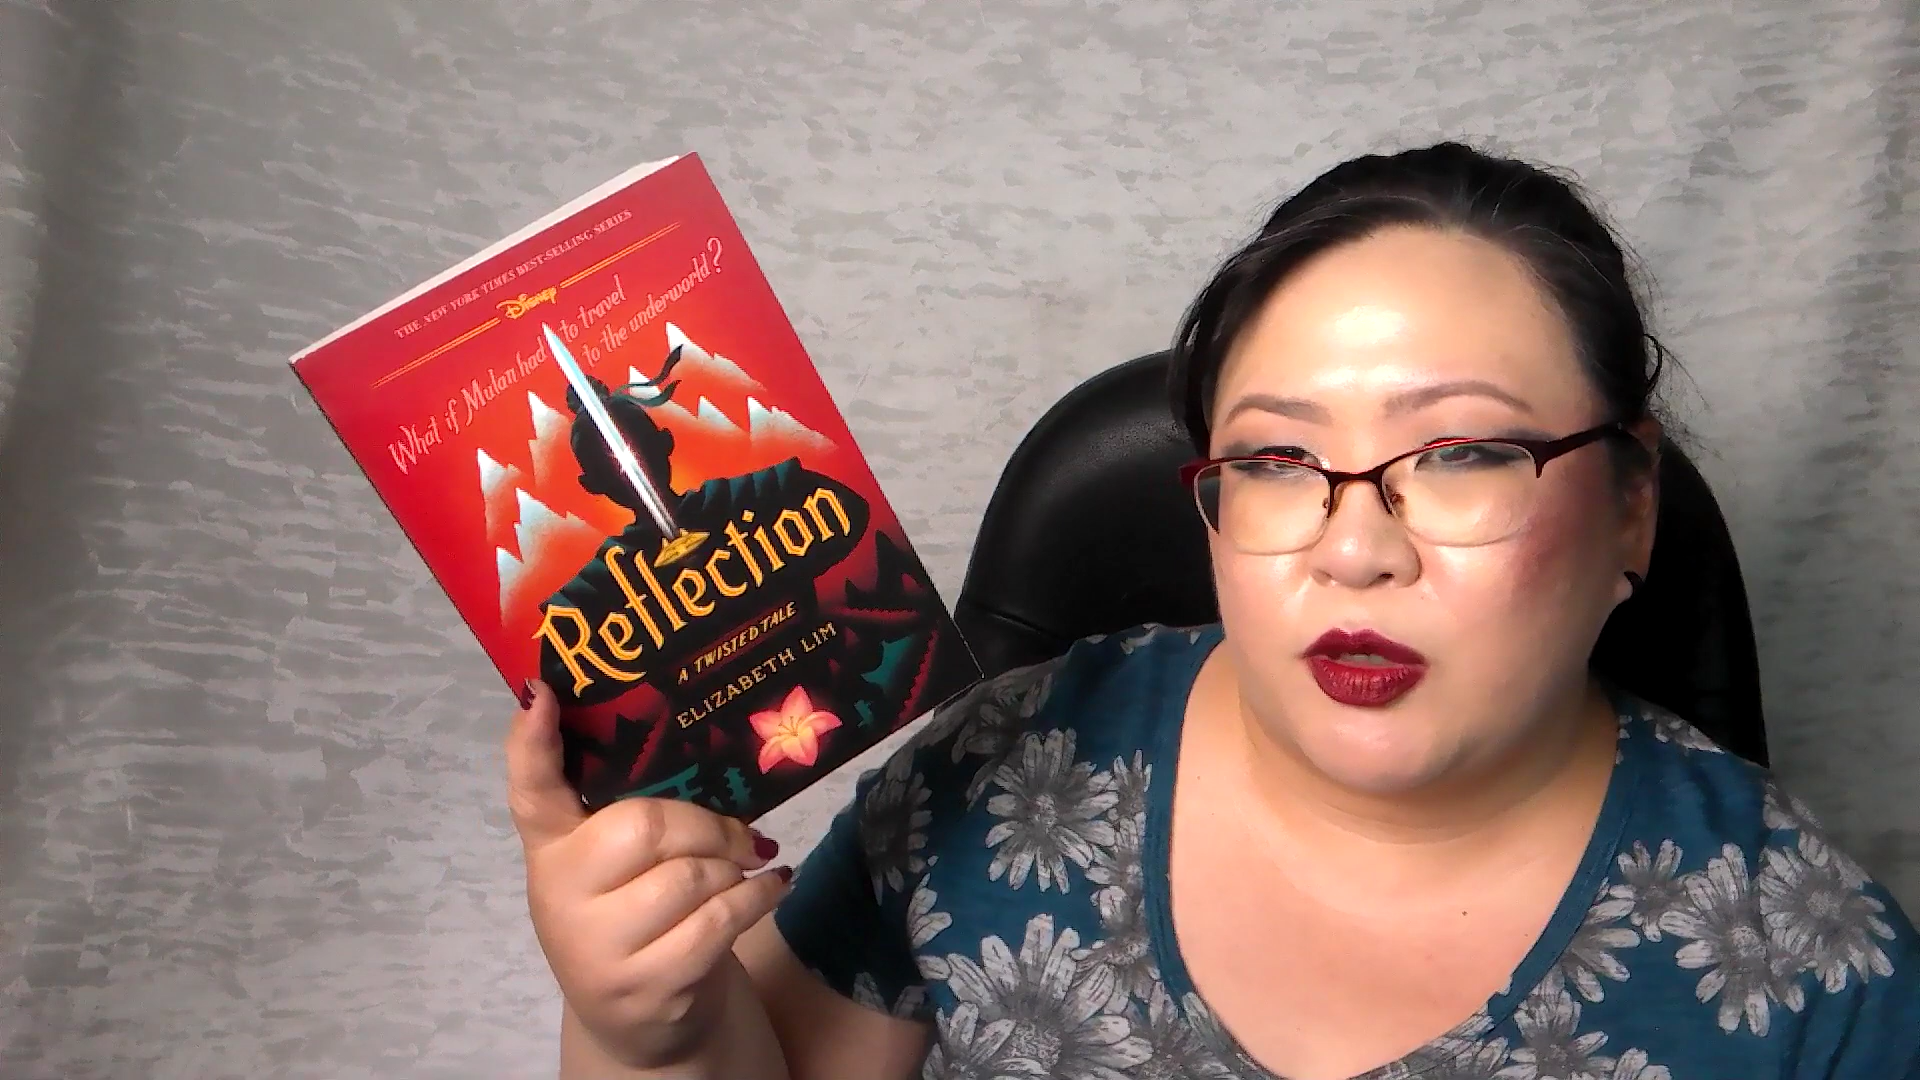 THE NEW YORK TIMES BEST-SELLING SERIES
Disney
What if Mulan had to travel
to the underworld?
Reflection
A TWISTED TALE
ELIZABETH LIM